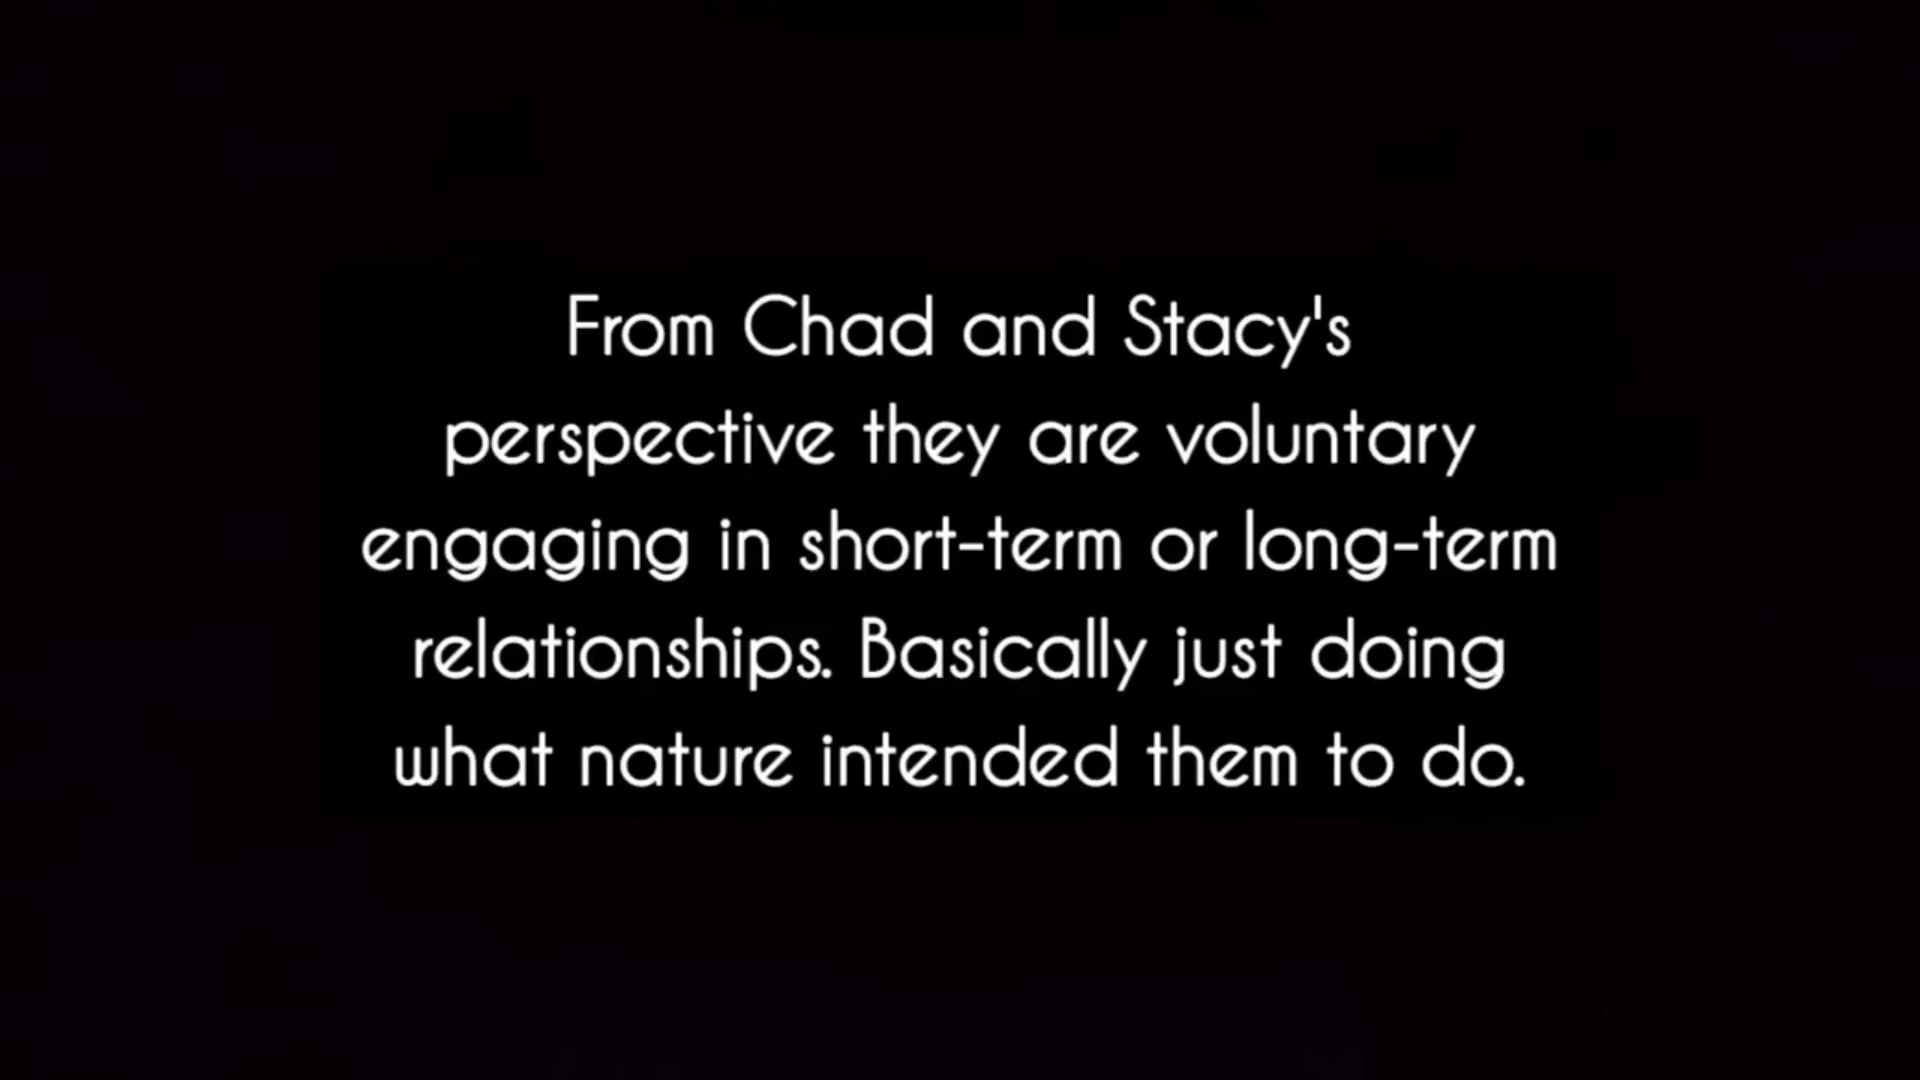 From Chad and Stacy's
perspective they are voluntary
engaging in short-term or long-term
relationships. Basically just doing
what nature intended them to do.